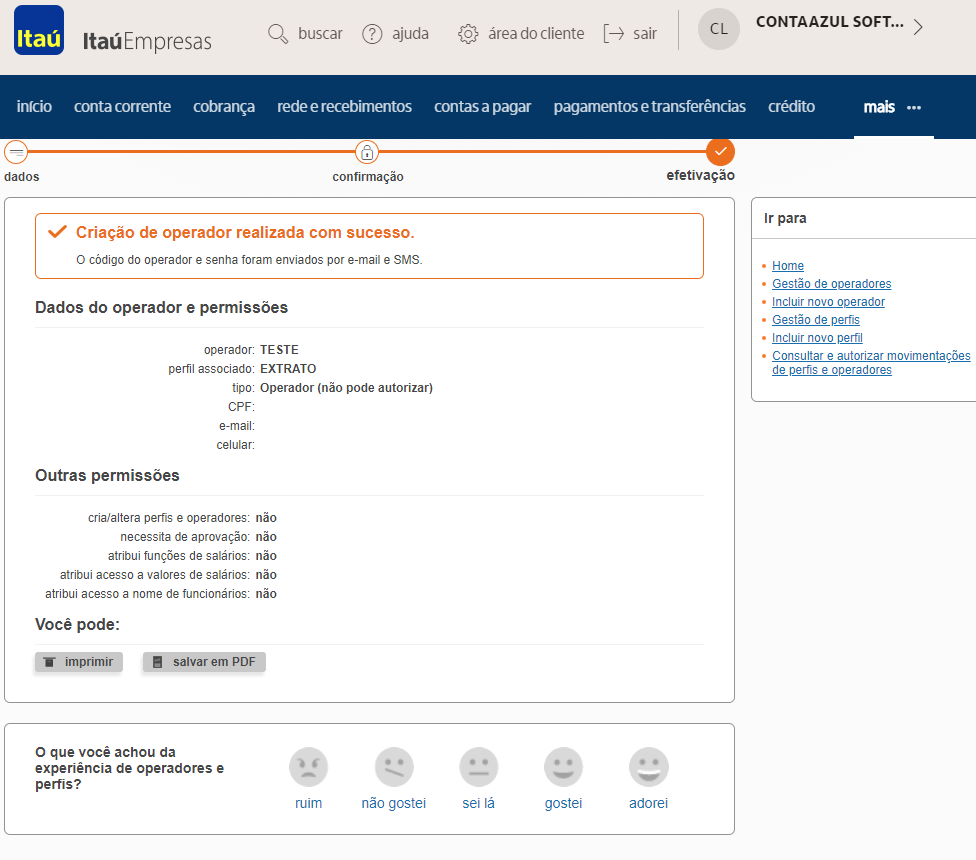 Itaú
ItaúEmpresas
buscar
ajuda
área do cliente
sair
CL
CONTAAZUL SOFT...
início
conta corrente
cobrança
rede e recebimentos
contas a pagar
pagamentos e transferências
crédito
mais
dados
confirmação
efetivação
Criação de operador realizada com sucesso.
O código do operador e senha foram enviados por e-mail e SMS.
Dados do operador e permissões
operador: TESTE
perfil associado: EXTRATO
tipo: Operador (não pode autorizar)
CPF:
e-mail:
celular:
Outras permissões
cria/altera perfis e operadores: não
necessita de aprovação: não
atribui funções de salários: não
atribui acesso a valores de salários: não
atribui acesso a nome de funcionários: não
Você pode:
imprimir
salvar em PDF
Ir para
Home
Gestão de operadores
Incluir novo operador
Gestão de perfis
Incluir novo perfil
Consultar e autorizar movimentações
de perfis e operadores
O que você achou da
experiência de operadores e
perfis?
ruim
não gostei
sei lá
gostei
adorei